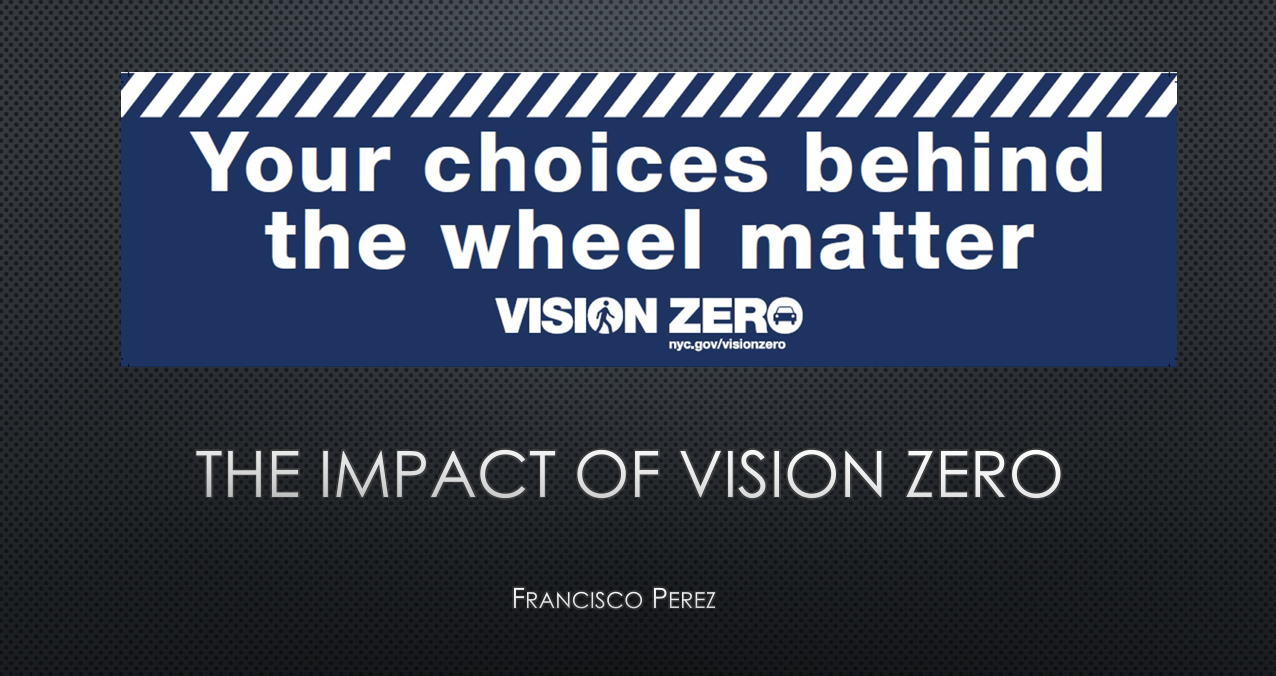 Your choices behind
the wheel matter
VISION ZERO
nyc.gov/visionzero
THE IMPACT OF VISION ZERO
FRANCISCO PEREZ